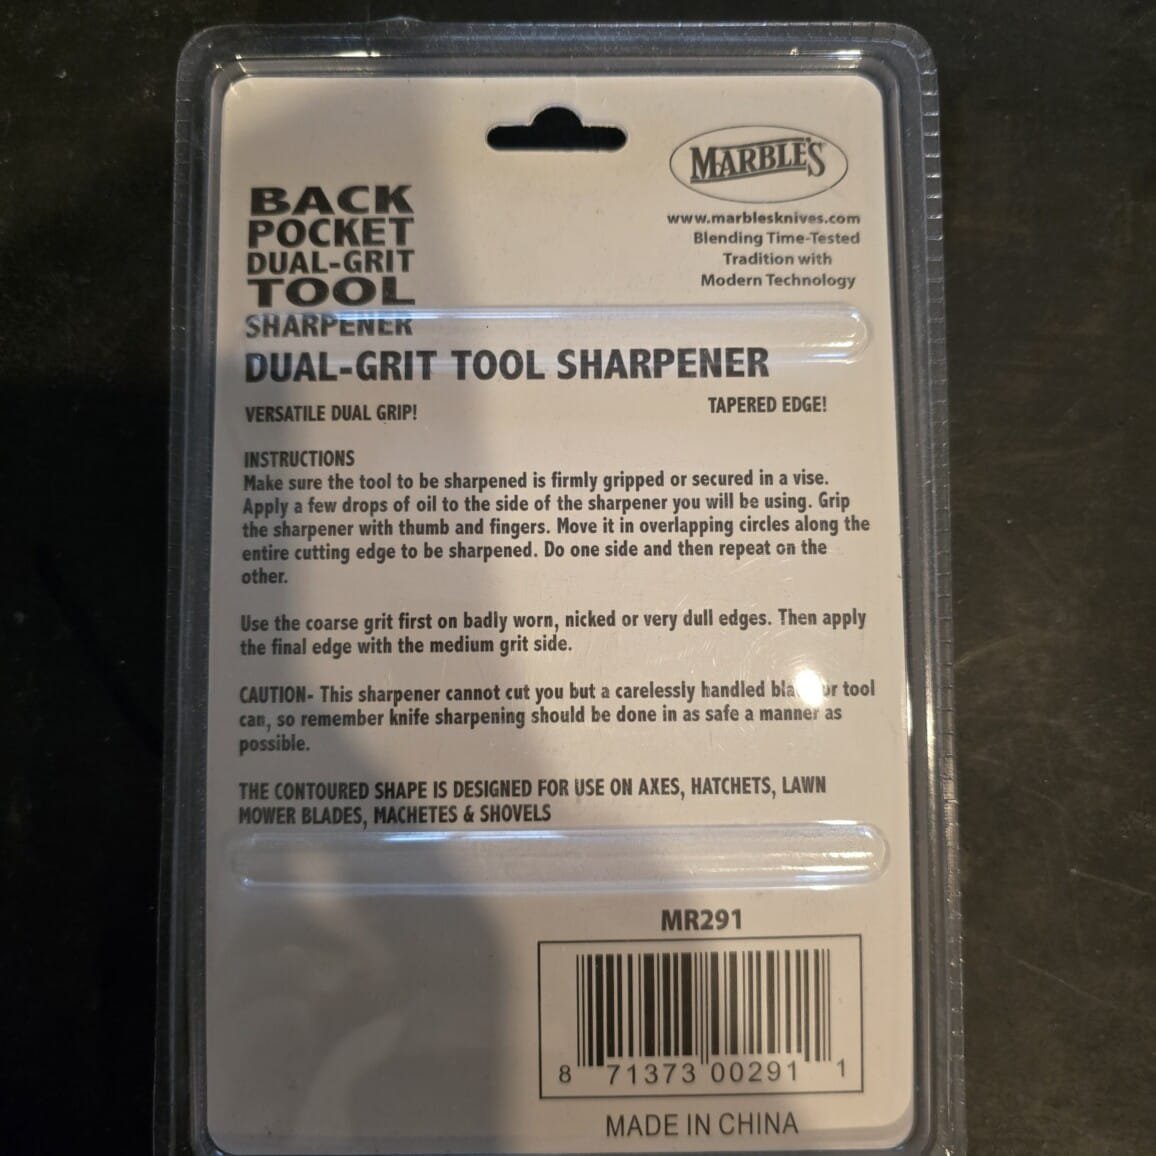 MARBLE'S
www.marblesknives.com
Blending Time-Tested
Tradition with
Modern Technology
BACK
POCKET
DUAL-GRIT
TOOL
SHARPENER
DUAL-GRIT TOOL SHARPENER
VERSATILE DUAL GRIP!
TAPERED EDGE!
INSTRUCTIONS
Make sure the tool to be sharpened is firmly gripped or secured in a vise.
Apply a few drops of oil to the side of the sharpener you will be using. Grip
the sharpener with thumb and fingers. Move it in overlapping circles along the
entire cutting edge to be sharpened. Do one side and then repeat on the
other.
Use the coarse grit first on badly worn, nicked or very dull edges. Then apply
the final edge with the medium grit side.
CAUTION- This sharpener cannot cut you but a carelessly handled or tool
can, so remember knife sharpening should be done in as safe a manner as
possible.
THE CONTOURED SHAPE IS DESIGNED FOR USE ON AXES, HATCHETS, LAWN
MOWER BLADES, MACHETES & SHOVELS
MR291
8 71373 00291 1
MADE IN CHINA